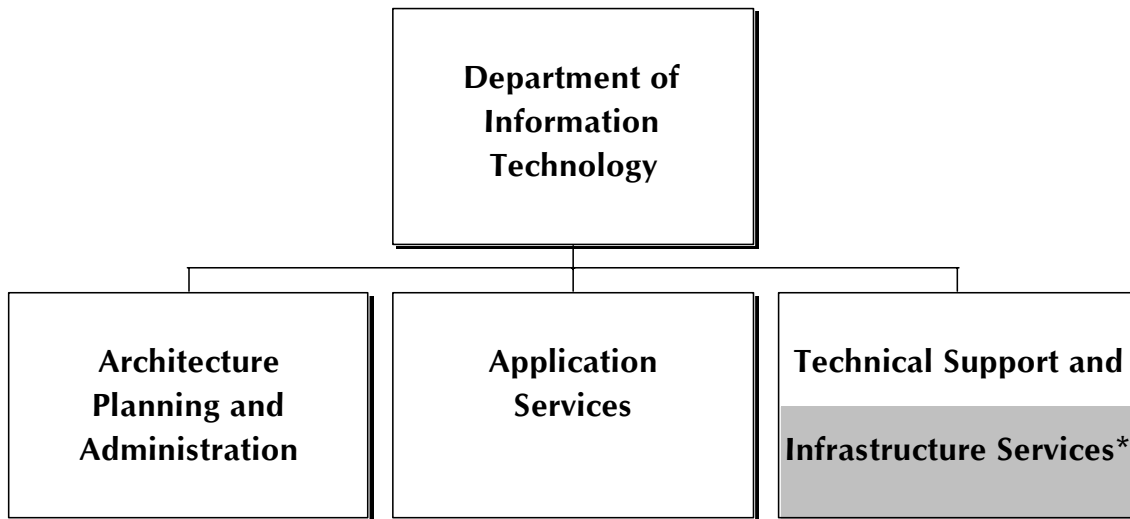 Department of
Information
Technology
Architecture
Planning and
Administration
Application
Services
Technical Support and
Infrastructure Services*